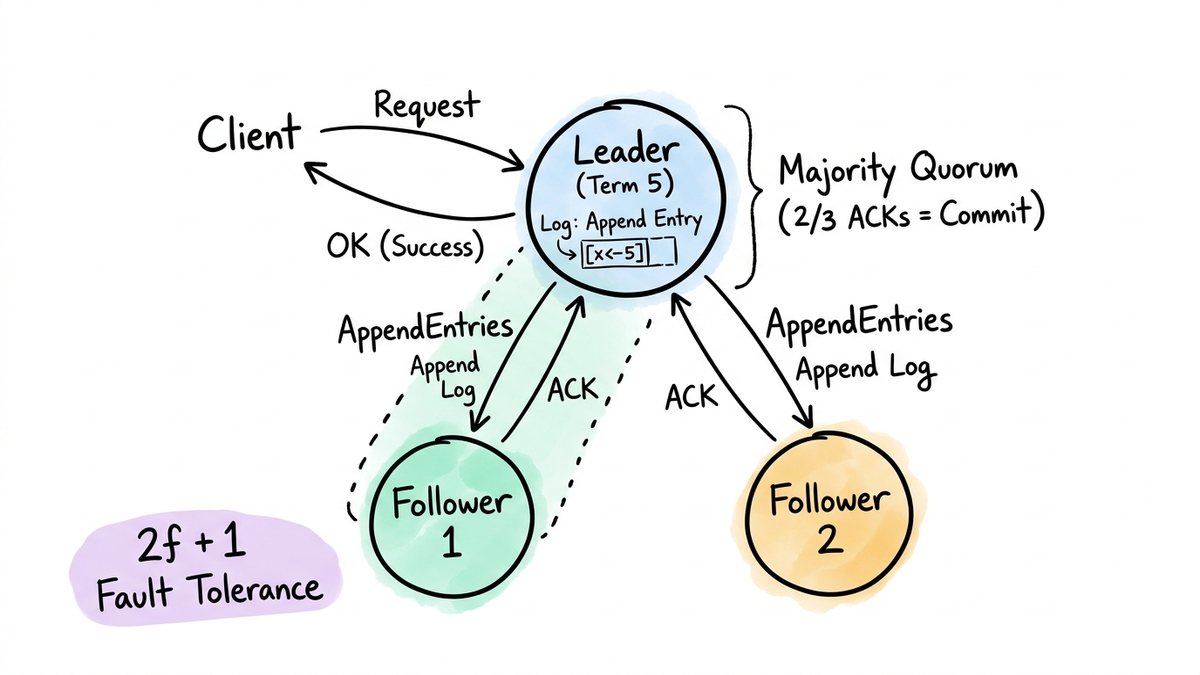 Request
Client
OK (Success)
Leader
(Term 5)
Log: Append Entry
[x<-5]
Majority Quorum
(2/3 ACKs = Commit)
AppendEntries
Append
Log
ACK
ACK
AppendEntries
Append Log
Follower
1
Follower
2
2f + 1
Fault Tolerance